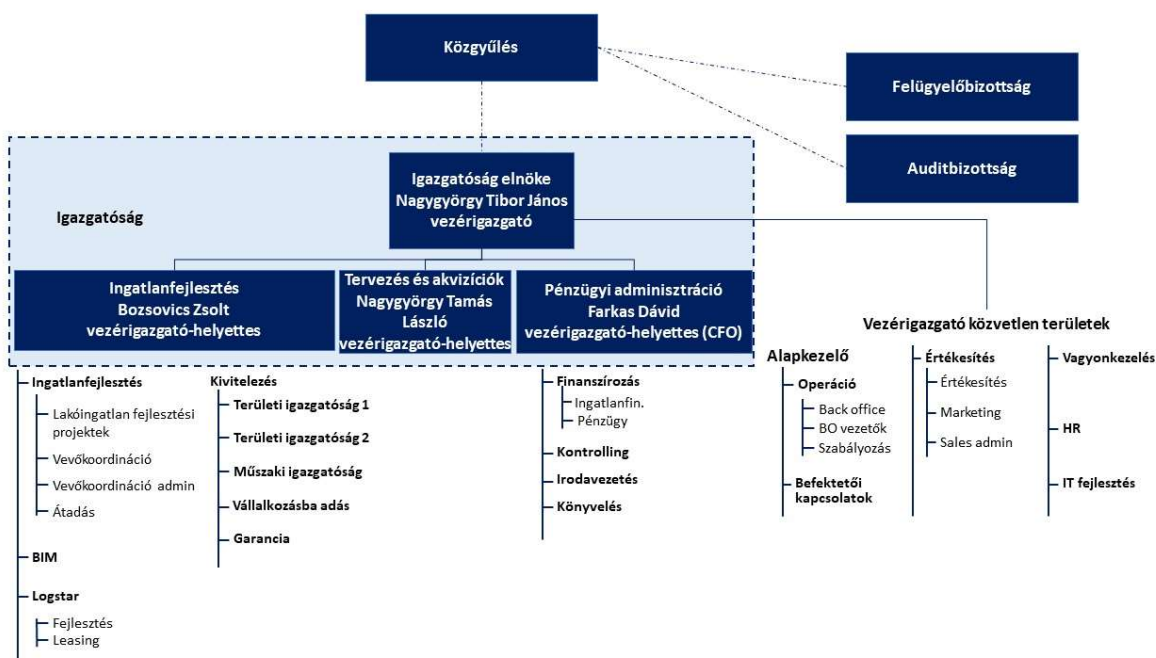 Közgyűlés
Felügyelőbizottság
Auditbizottság
Igazgatóság
Igazgatóság elnöke
Nagygyörgy Tibor János
vezérigazgató
Ingatlanfejlesztés
Bozsovics Zsolt
vezérigazgató-helyettes
Tervezés és akvizíciók
Nagygyörgy Tamás
László
vezérigazgató-helyettes
Pénzügyi adminisztráció
Farkas Dávid
vezérigazgató-helyettes (CFO)
Ingatlanfejlesztés
Lakóingatlan fejlesztési
projektek
Vevőkoordináció
Vevőkoordináció admin
Átadás
BIM
Logstar
Fejlesztés
Leasing
Kivitelezés
Területi igazgatóság 1
Területi igazgatóság 2
Műszaki igazgatóság
Vállalkozásba adás
Garancia
Finanszírozás
Ingatlanfin.
Pénzügy
Kontrolling
Irodavezetés
Könyvelés
Vezérigazgató közvetlen területek
Alapkezelő
Operáció
Back office
BO vezetők
Szabályozás
Befektetői
kapcsolatok
Értékesítés
Értékesítés
Marketing
Sales admin
Vagyonkezelés
HR
IT fejlesztés